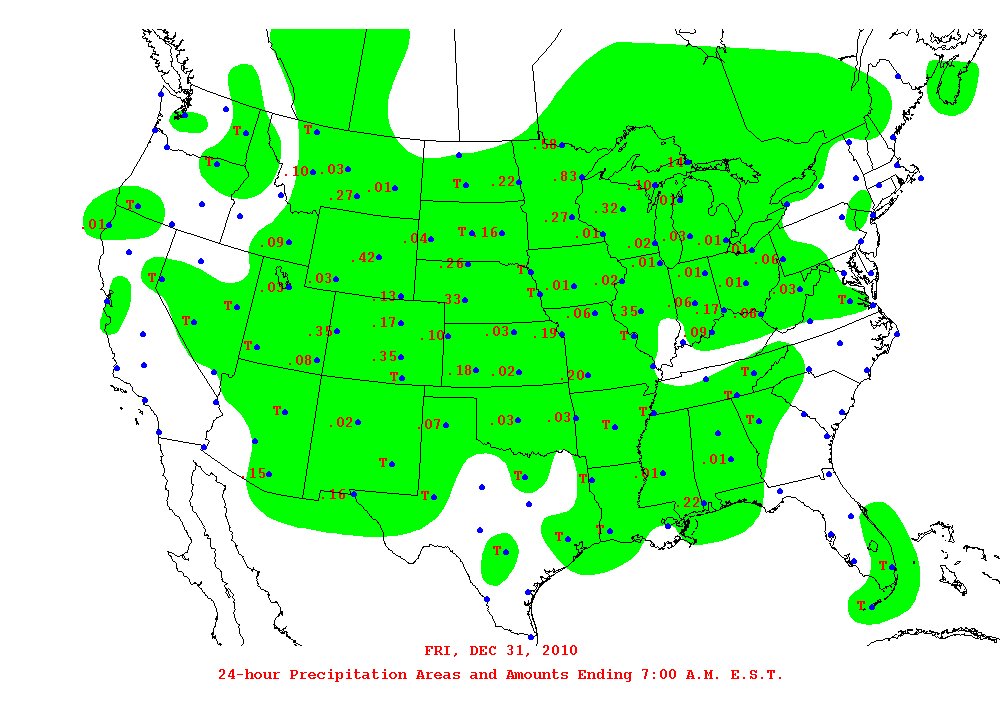 .58
T
T
.14
T
.10 .03
.83
.27 .01
T
.22
.10
.01
T
.32
.27
.01
T .16
.04
.01
.03
.01
.02
.01
.09
.42
.06
.26
.01
T
.01
T
.03
.01
.02
.01
.03
T
.13
.33
T
T
.06
.17
T
.06
.35
.08
T
.17
.35
.10
.03
.19
T
.09
T
.08
.35
T
.18
.02
.20
T
T
T
.02
.07
.03
.03
T
T
T
.01
T
.15
T
T
.91
.16
T
.22
T
T
T
T
T
FRI, DEC 31, 2010
24-hour Precipitation Areas and Amounts Ending 7:00 A.M. E.S.T.